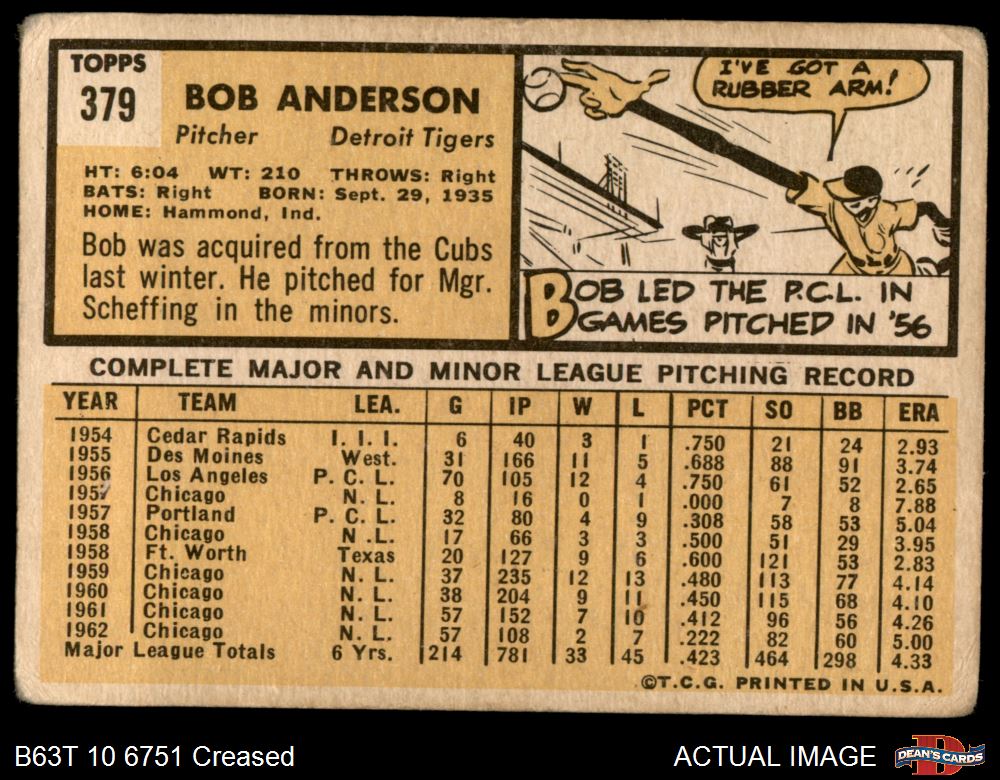 TOPPS
379
BOB ANDERSON
Pitcher Detroit Tigers
HT: 6:04 WT: 210 THROWS: Right
BATS: Right BORN: Sept. 29, 1935
HOME: Hammond, Ind.
Bob was acquired from the Cubs
last winter. He pitched for Mgr.
Scheffing in the minors.
I'VE GOT A
RUBBER ARM!
BOB LED THE P.C.L. IN
GAMES PITCHED IN '56
COMPLETE MAJOR AND MINOR LEAGUE PITCHING RECORD
YEAR TEAM LEA. G IP W L PCT SO BB ERA
1954 Cedar Rapids I. I. I. 6 40 3 1 .750 21 24 2.93
1955 Des Moines West. 31 166 11 5 .688 88 91 3.74
1956 Los Angeles P. C. L. 70 105 12 4 .750 61 52 2.65
1957 Chicago N. L. 8 16 0 1 .000 7 8 7.88
1957 Portland P. C. L. 32 80 4 9 .308 58 53 5.04
1958 Chicago N .L. 17 66 3 3 .500 51 29 3.95
1958 Ft. Worth Texas 20 127 9 6 .600 121 53 2.83
1959 Chicago N. L. 37 235 12 13 .480 113 77 4.14
1960 Chicago N. L. 38 204 9 11 .450 115 68 4.10
1961 Chicago N. L. 57 152 7 10 .412 96 56 4.26
1962 Chicago N. L. 57 108 2 7 .222 82 60 5.00
Major League Totals 6 Yrs. 214 781 33 45 .423 464 298 4.33
©T.C.G. PRINTED IN U.S.A.
B63T 10 6751 Creased
ACTUAL IMAGE
DEAN'S CARDS